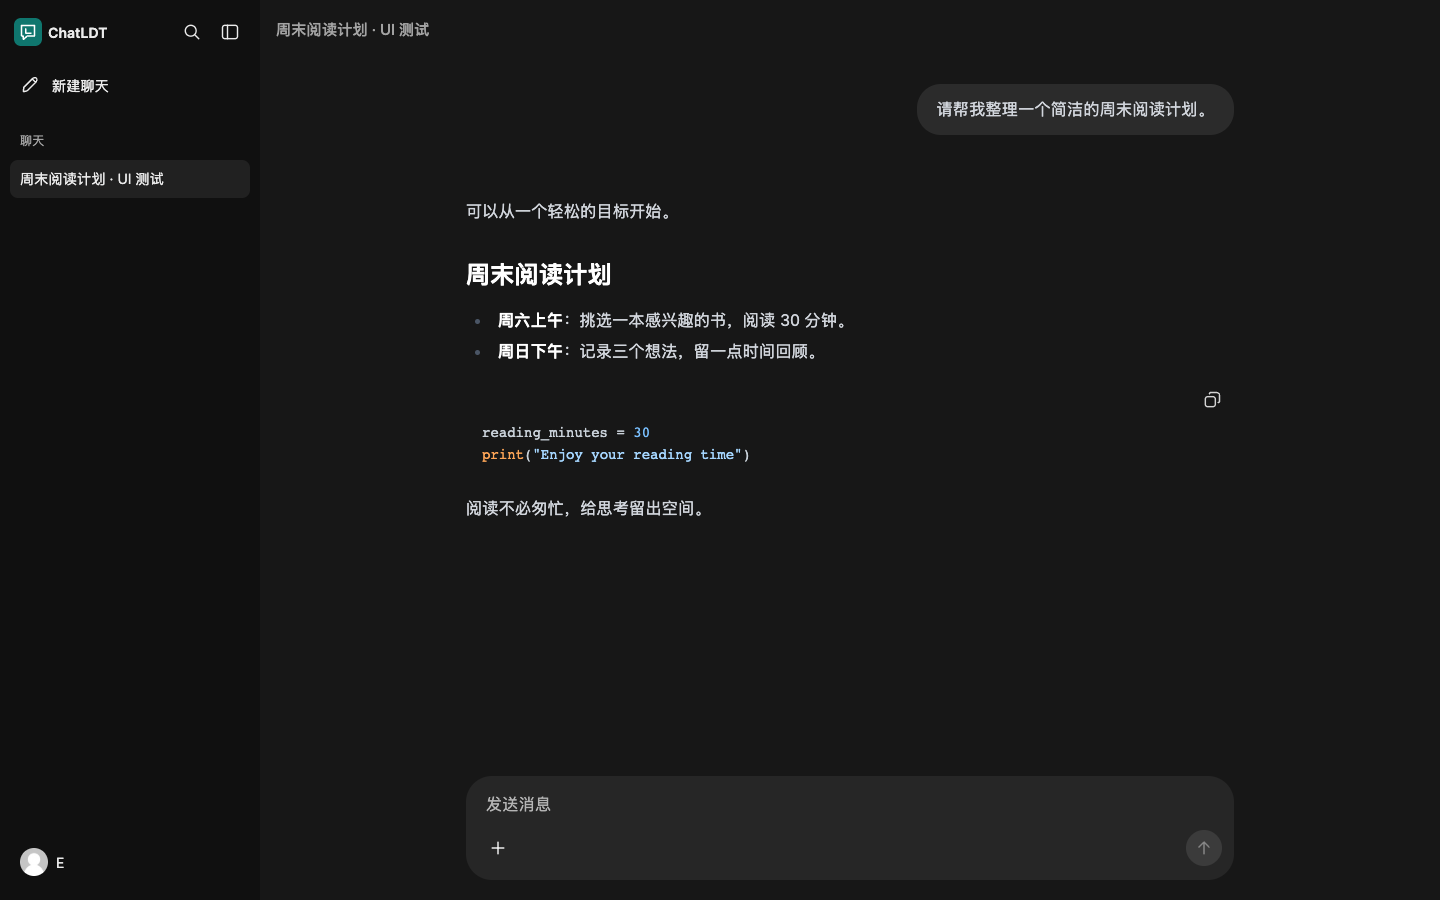 ChatLDT
新建聊天
聊天
周末阅读计划 · UI 测试
周末阅读计划 · UI 测试
请帮我整理一个简洁的周末阅读计划。
可以从一个轻松的目标开始。
周末阅读计划
周六上午：挑选一本感兴趣的书，阅读 30 分钟。
周日下午：记录三个想法，留一点时间回顾。
reading_minutes = 30
print("Enjoy your reading time")
阅读不必匆忙，给思考留出空间。
发送消息
E